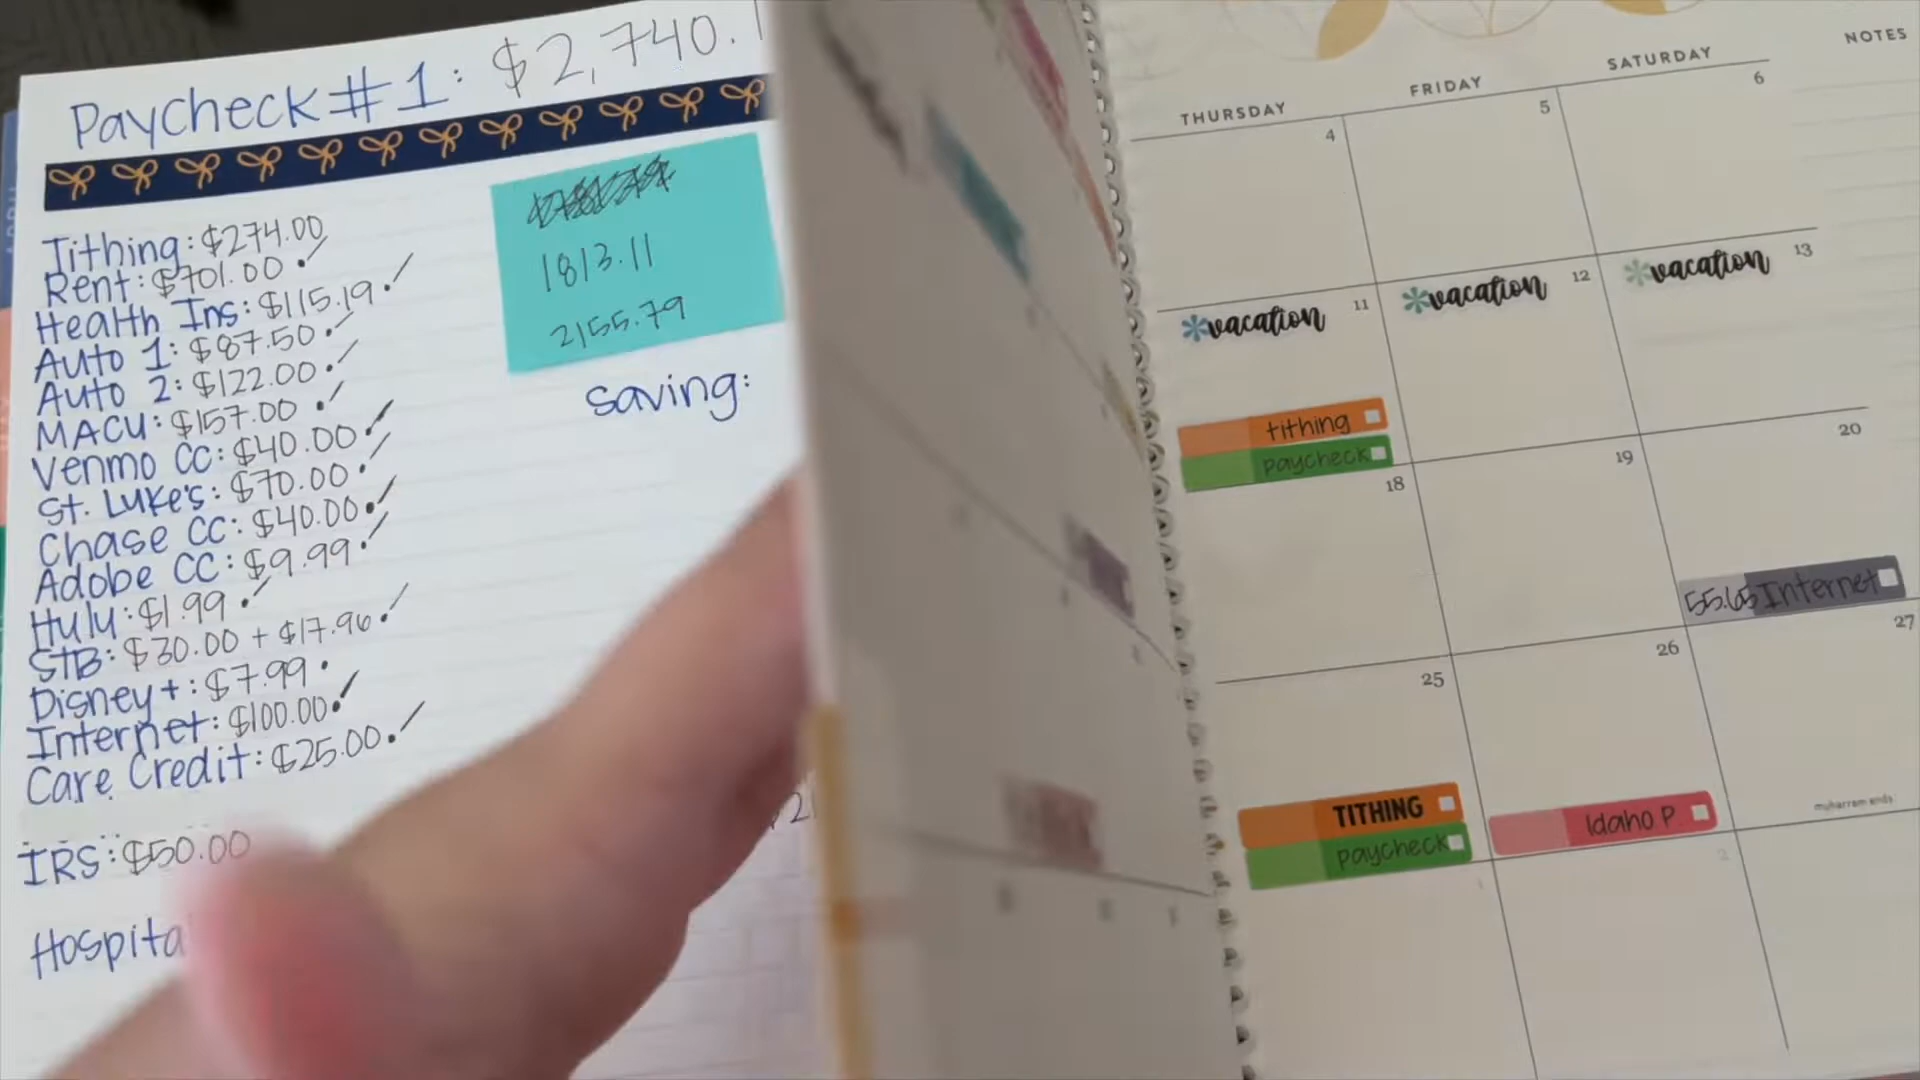 Paycheck #1: $2,740.
Tithing: $274.00
Rent: $701.00
Health Ins: $115.19
Auto 1: $87.50
Auto 2: $122.00
MACU: $157.00
Venmo CC: $40.00
St. Luke's: $70.00
Chase CC: $40.00
Adobe CC: $9.99
Hulu: $1.99
STB: $30.00 + $17.96
Disney+: $7.99
Internet: $100.00
Care Credit: $25.00
IRS: $50.00
Hospita
1813.11
2155.79
Saving:
THURSDAY FRIDAY SATURDAY NOTES
4 5 6
*vacation 11 *vacation 12 *vacation 13
tithing
paycheck
18 19 20
55.65 Internet
25 26 27
muharram ends
TITHING
paycheck
Idaho P.
1 2